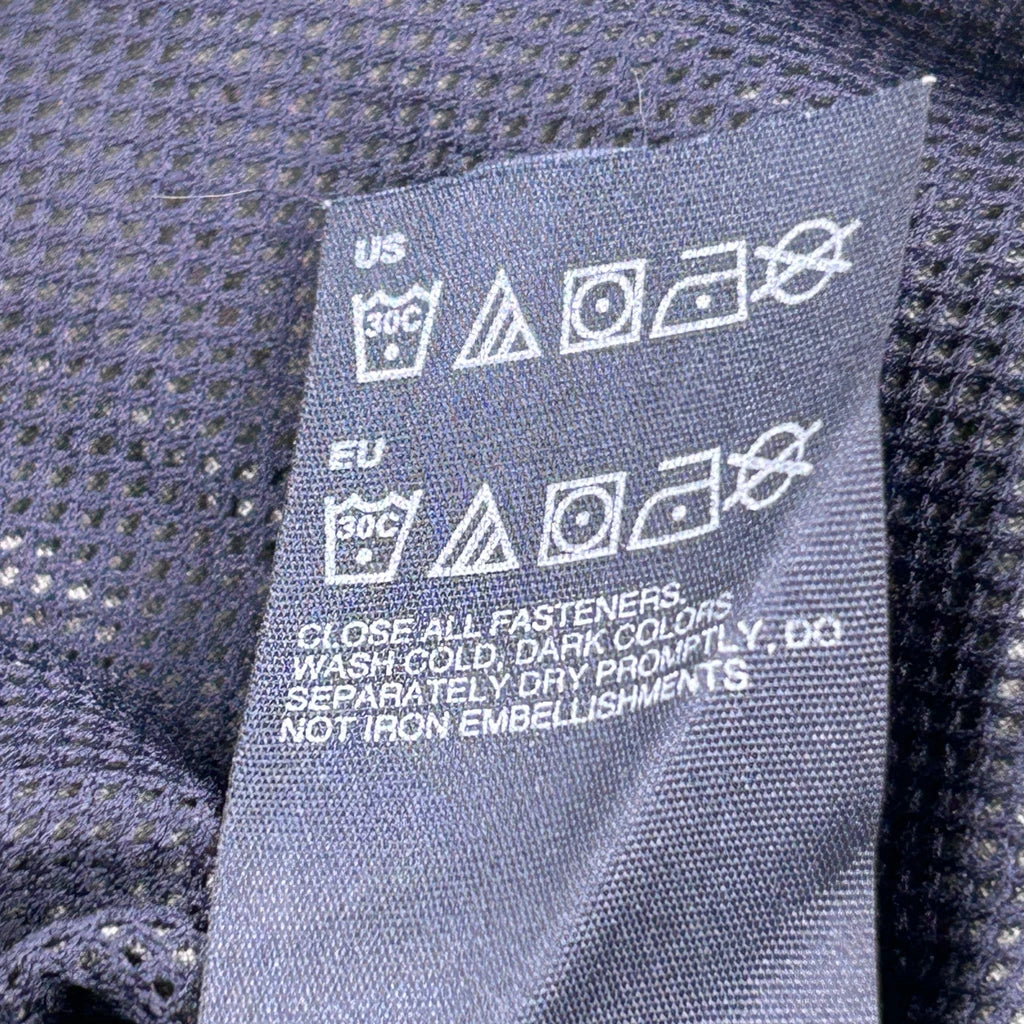 US
30C
EU
30C
CLOSE ALL FASTENERS.
WASH COLD, DARK COLORS
SEPARATELY DRY PROMPTLY, DO
NOT IRON EMBELLISHMENTS